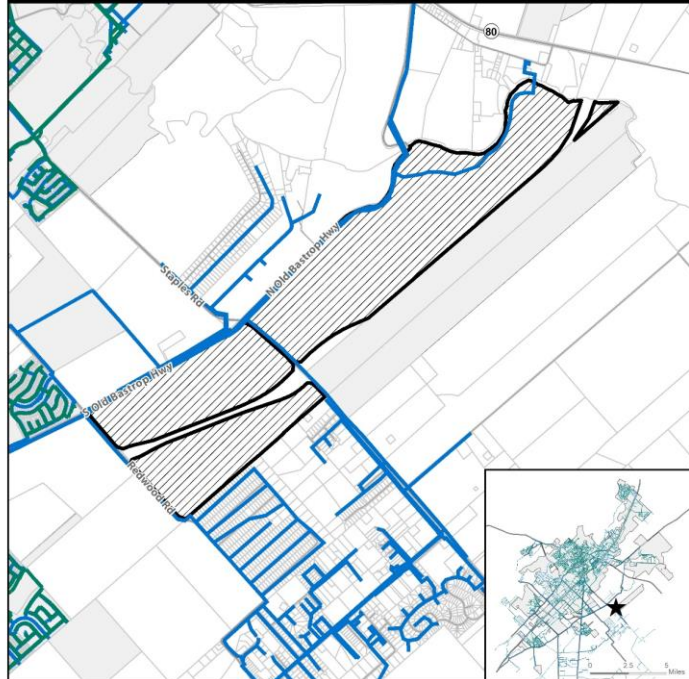 80
N Old Bastrop Hwy
Staples Rd
S Old Bastrop Hwy
Redwood Rd
0 2.5 5
Miles